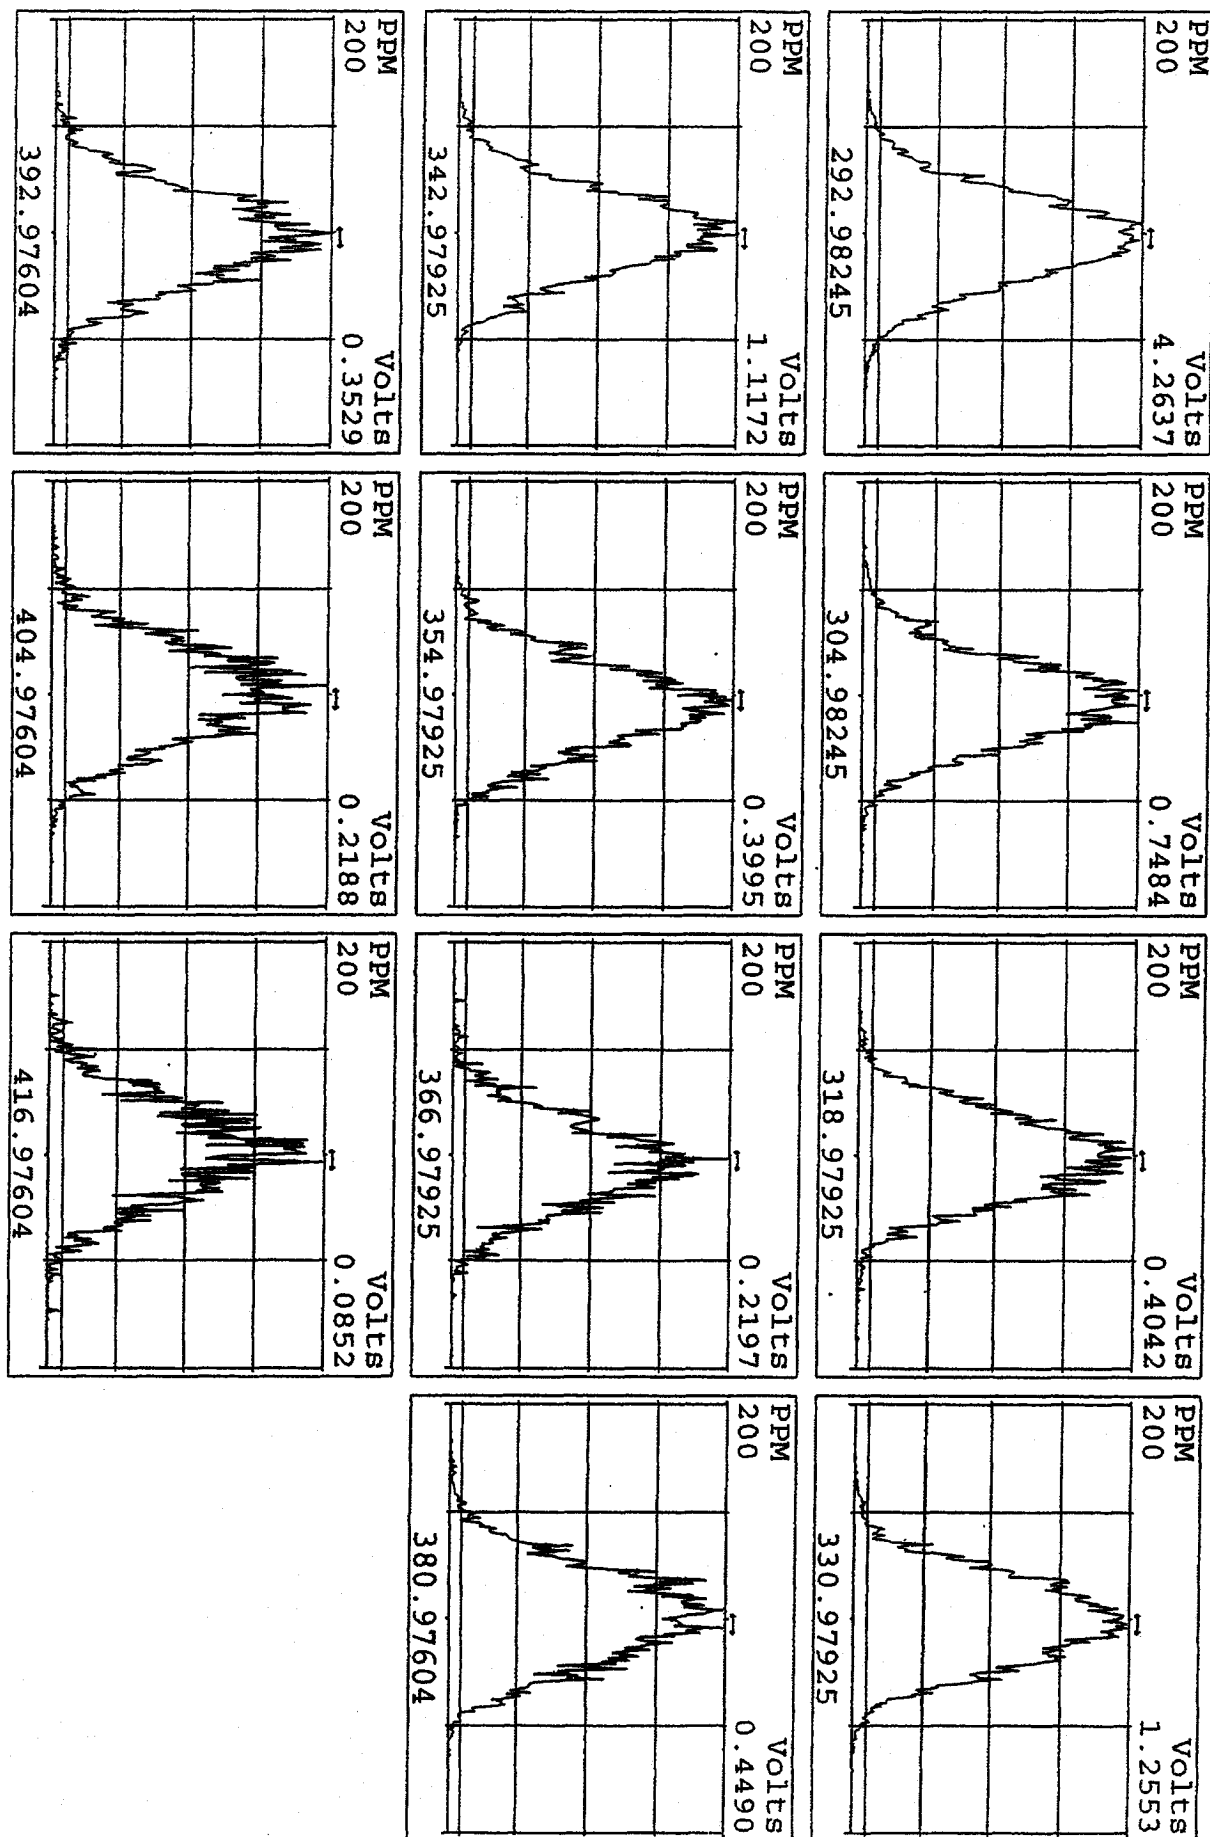 PPM Volts
200 4.2637
292.98245
PPM Volts
200 0.7484
304.98245
PPM Volts
200 0.4042
318.97925
PPM Volts
200 1.2553
330.97925
PPM Volts
200 1.1172
342.97925
PPM Volts
200 0.3995
354.97925
PPM Volts
200 0.2197
366.97925
PPM Volts
200 0.4490
380.97604
PPM Volts
200 0.3529
392.97604
PPM Volts
200 0.2188
404.97604
PPM Volts
200 0.0852
416.97604